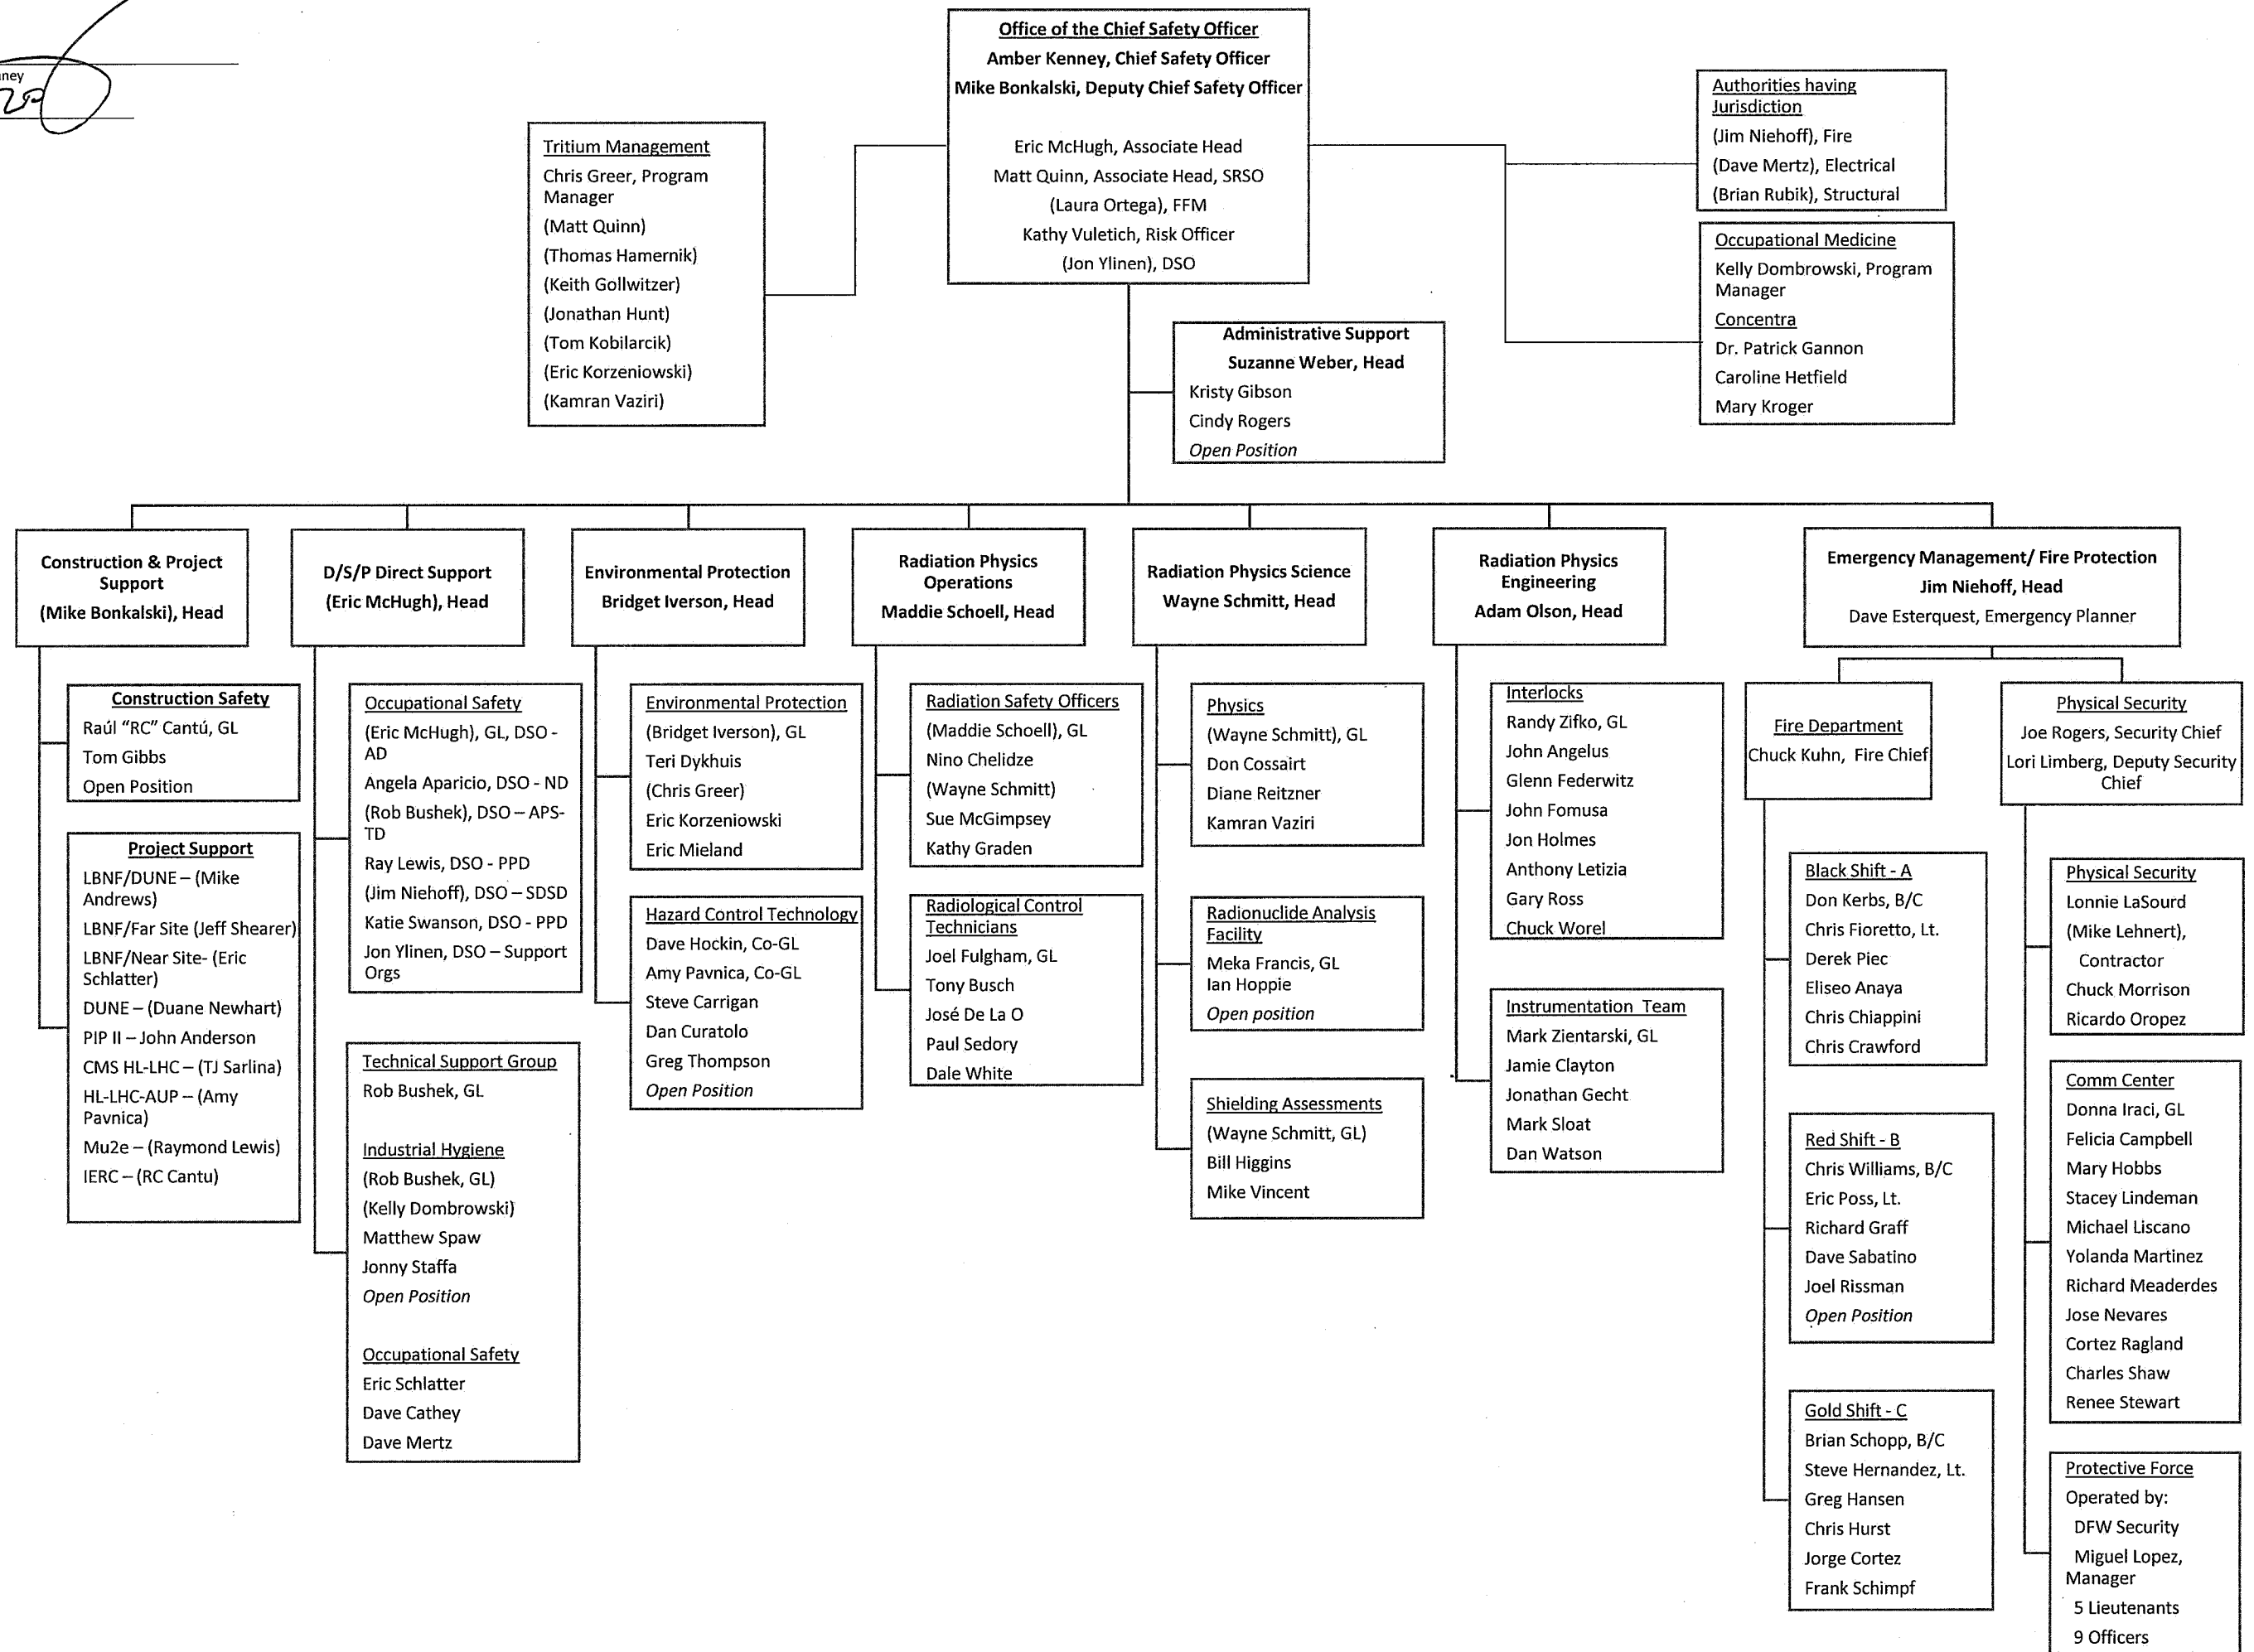 ney
Office of the Chief Safety Officer
Amber Kenney, Chief Safety Officer
Mike Bonkalski, Deputy Chief Safety Officer
Eric McHugh, Associate Head
Matt Quinn, Associate Head, SRSO
(Laura Ortega), FFM
Kathy Vuletich, Risk Officer
(Jon Ylinen), DSO
Tritium Management
Chris Greer, Program
Manager
(Matt Quinn)
(Thomas Hamernik)
(Keith Gollwitzer)
(Jonathan Hunt)
(Tom Kobilarcik)
(Eric Korzeniowski)
(Kamran Vaziri)
Authorities having
Jurisdiction
(Jim Niehoff), Fire
(Dave Mertz), Electrical
(Brian Rubik), Structural
Occupational Medicine
Kelly Dombrowski, Program
Manager
Concentra
Dr. Patrick Gannon
Caroline Hetfield
Mary Kroger
Administrative Support
Suzanne Weber, Head
Kristy Gibson
Cindy Rogers
Open Position
Construction & Project
Support
(Mike Bonkalski), Head
Construction Safety
Raúl "RC" Cantú, GL
Tom Gibbs
Open Position
Project Support
LBNF/DUNE – (Mike
Andrews)
LBNF/Far Site (Jeff Shearer)
LBNF/Near Site- (Eric
Schlatter)
DUNE – (Duane Newhart)
PIP II – John Anderson
CMS HL-LHC – (TJ Sarlina)
HL-LHC-AUP – (Amy
Pavnica)
Mu2e – (Raymond Lewis)
IERC – (RC Cantu)
D/S/P Direct Support
(Eric McHugh), Head
Occupational Safety
(Eric McHugh), GL, DSO -
AD
Angela Aparicio, DSO - ND
(Rob Bushek), DSO – APS-
TD
Ray Lewis, DSO - PPD
(Jim Niehoff), DSO – SDSD
Katie Swanson, DSO - PPD
Jon Ylinen, DSO – Support
Orgs
Technical Support Group
Rob Bushek, GL
Industrial Hygiene
(Rob Bushek, GL)
(Kelly Dombrowski)
Matthew Spaw
Jonny Staffa
Open Position
Occupational Safety
Eric Schlatter
Dave Cathey
Dave Mertz
Environmental Protection
Bridget Iverson, Head
Environmental Protection
(Bridget Iverson), GL
Teri Dykhuis
(Chris Greer)
Eric Korzeniowski
Eric Mieland
Hazard Control Technology
Dave Hockin, Co-GL
Amy Pavnica, Co-GL
Steve Carrigan
Dan Curatolo
Greg Thompson
Open Position
Radiation Physics
Operations
Maddie Schoell, Head
Radiation Safety Officers
(Maddie Schoell), GL
Nino Chelidze
(Wayne Schmitt)
Sue McGimpsey
Kathy Graden
Radiological Control
Technicians
Joel Fulgham, GL
Tony Busch
José De La O
Paul Sedory
Dale White
Radiation Physics Science
Wayne Schmitt, Head
Physics
(Wayne Schmitt), GL
Don Cossairt
Diane Reitzner
Kamran Vaziri
Radionuclide Analysis
Facility
Meka Francis, GL
Ian Hoppie
Open position
Shielding Assessments
(Wayne Schmitt, GL)
Bill Higgins
Mike Vincent
Radiation Physics
Engineering
Adam Olson, Head
Interlocks
Randy Zifko, GL
John Angelus
Glenn Federwitz
John Fomusa
Jon Holmes
Anthony Letizia
Gary Ross
Chuck Worel
Instrumentation Team
Mark Zientarski, GL
Jamie Clayton
Jonathan Gecht
Mark Sloat
Dan Watson
Emergency Management/ Fire Protection
Jim Niehoff, Head
Dave Esterquest, Emergency Planner
Fire Department
Chuck Kuhn, Fire Chief
Black Shift - A
Don Kerbs, B/C
Chris Fioretto, Lt.
Derek Piec
Eliseo Anaya
Chris Chiappini
Chris Crawford
Red Shift - B
Chris Williams, B/C
Eric Poss, Lt.
Richard Graff
Dave Sabatino
Joel Rissman
Open Position
Gold Shift - C
Brian Schopp, B/C
Steve Hernandez, Lt.
Greg Hansen
Chris Hurst
Jorge Cortez
Frank Schimpf
Physical Security
Joe Rogers, Security Chief
Lori Limberg, Deputy Security
Chief
Physical Security
Lonnie LaSourd
(Mike Lehnert),
Contractor
Chuck Morrison
Ricardo Oropez
Comm Center
Donna Iraci, GL
Felicia Campbell
Mary Hobbs
Stacey Lindeman
Michael Liscano
Yolanda Martinez
Richard Meaderdes
Jose Nevares
Cortez Ragland
Charles Shaw
Renee Stewart
Protective Force
Operated by:
DFW Security
Miguel Lopez,
Manager
5 Lieutenants
9 Officers